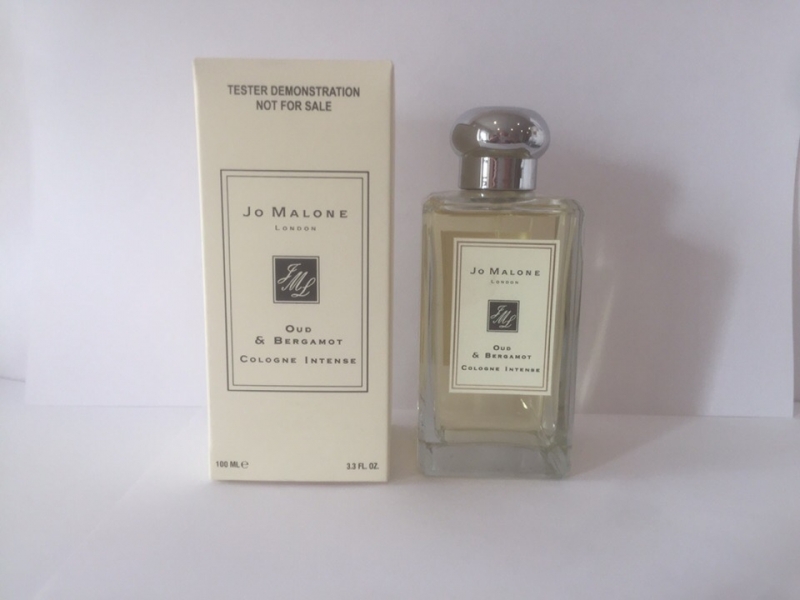 TESTER DEMONSTRATION
NOT FOR SALE
JO MALONE
LONDON
JML
OUD
& BERGAMOT
COLOGNE INTENSE
100 ML℮ 3.3 FL. OZ.
JO MALONE
LONDON
JML
OUD
& BERGAMOT
COLOGNE INTENSE